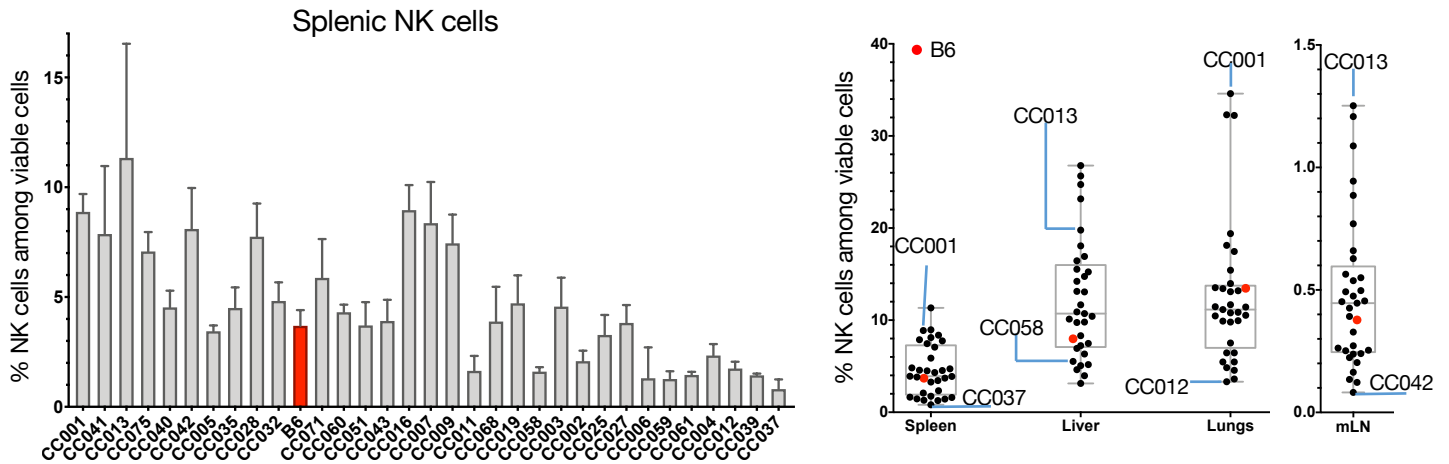 Splenic NK cells
% NK cells among viable cells
15
10
5
0
CC001
CC041
CC013
CC075
CC040
CC042
CC005
CC035
CC028
CC032
B6
CC071
CC060
CC051
CC043
CC016
CC007
CC009
CC011
CC068
CC019
CC058
CC003
CC002
CC025
CC027
CC006
CC059
CC061
CC004
CC012
CC039
CC037
% NK cells among viable cells
40
30
20
10
0
B6
CC001
CC037
CC013
CC058
CC001
CC012
Spleen
Liver
Lungs
1.5
1.0
0.5
0.0
CC013
CC042
mLN